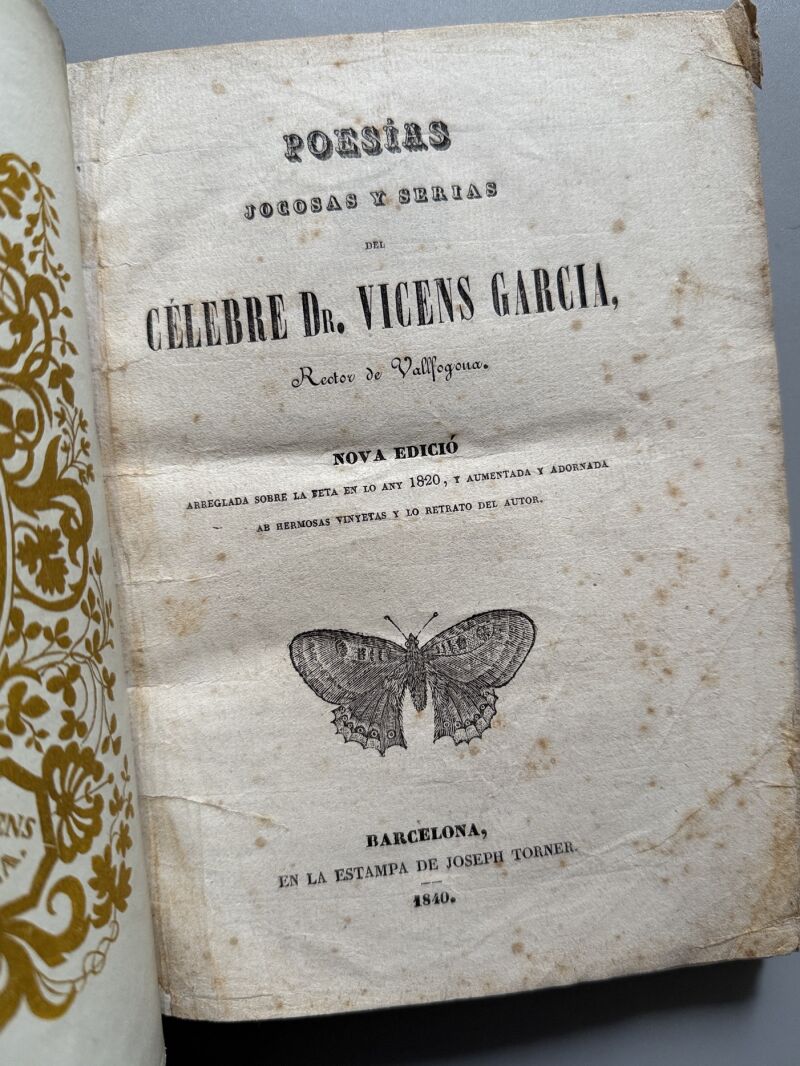 POESÍAS
JOCOSAS Y SERIAS
DEL
CÉLEBRE DR. VICENS GARCIA,
Rector de Vallfogona.
NOVA EDICIÓ
ARREGLADA SOBRE LA FETA EN LO ANY 1820, Y AUMENTADA Y ADORNADA
AB HERMOSAS VINYETAS Y LO RETRATO DEL AUTOR.
BARCELONA,
EN LA ESTAMPA DE JOSEPH TORNER.
1840.
ENS